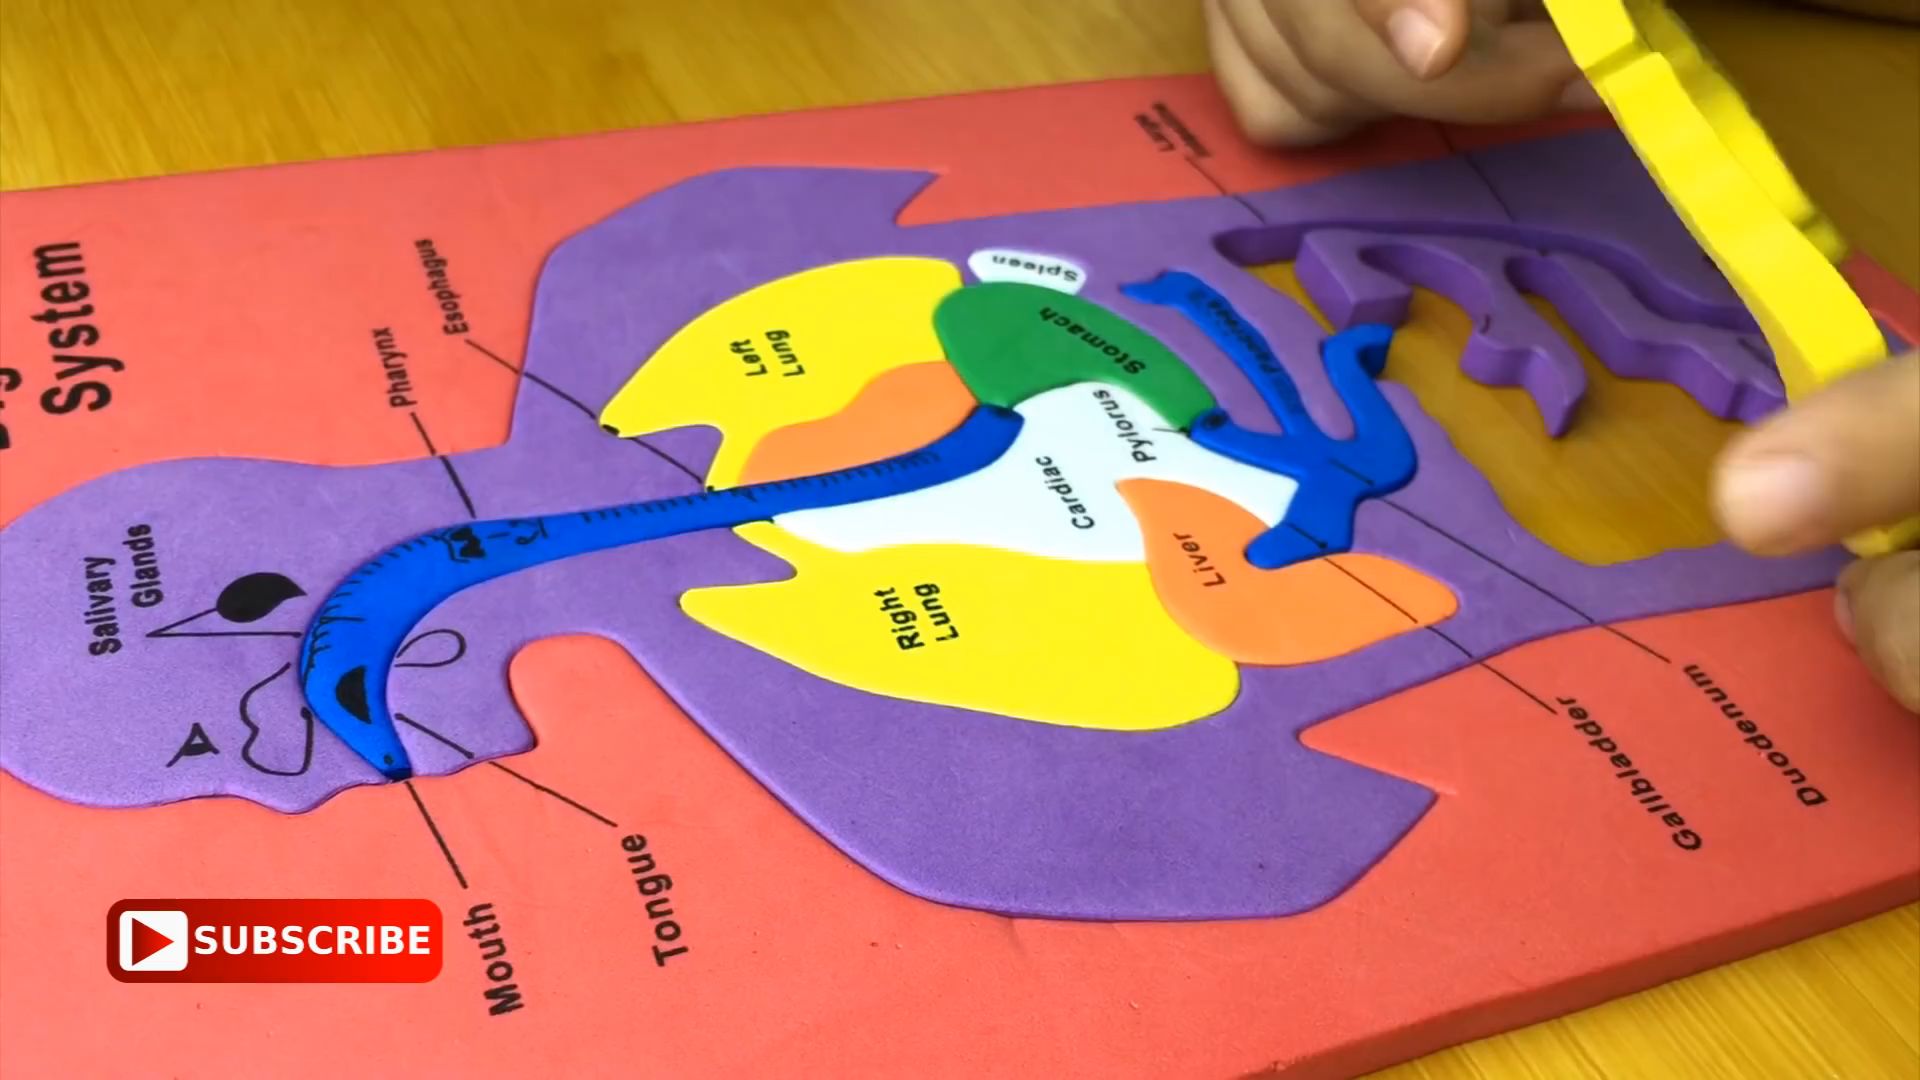 System
Salivary
Glands
Pharynx
Esophagus
Left
Lung
Spleen
Stomach
Pylorus
Cardiac
Liver
Right
Lung
Large
Mouth
Tongue
Gallbladder
Duodenum
SUBSCRIBE